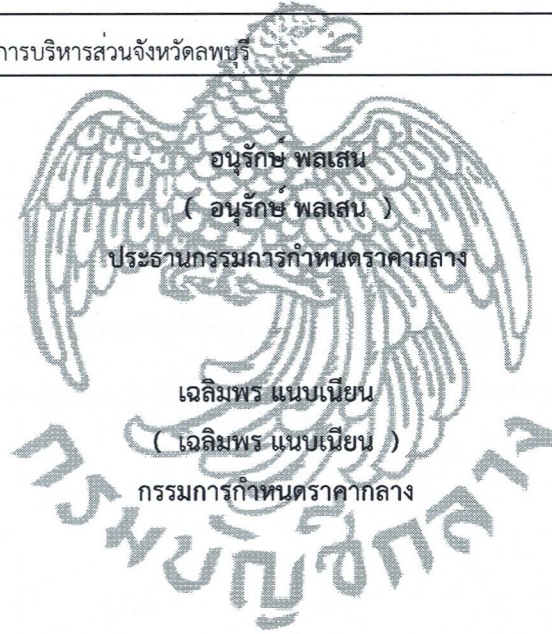 การบริหารส่วนจังหวัดลพบุรี
อนุรักษ์ พลเสน
( อนุรักษ์ พลเสน )
ประธานกรรมการกำหนดราคากลาง
เฉลิมพร แนบเนียน
( เฉลิมพร แนบเนียน )
กรรมการกำหนดราคากลาง
กรมบัญชีกลาง